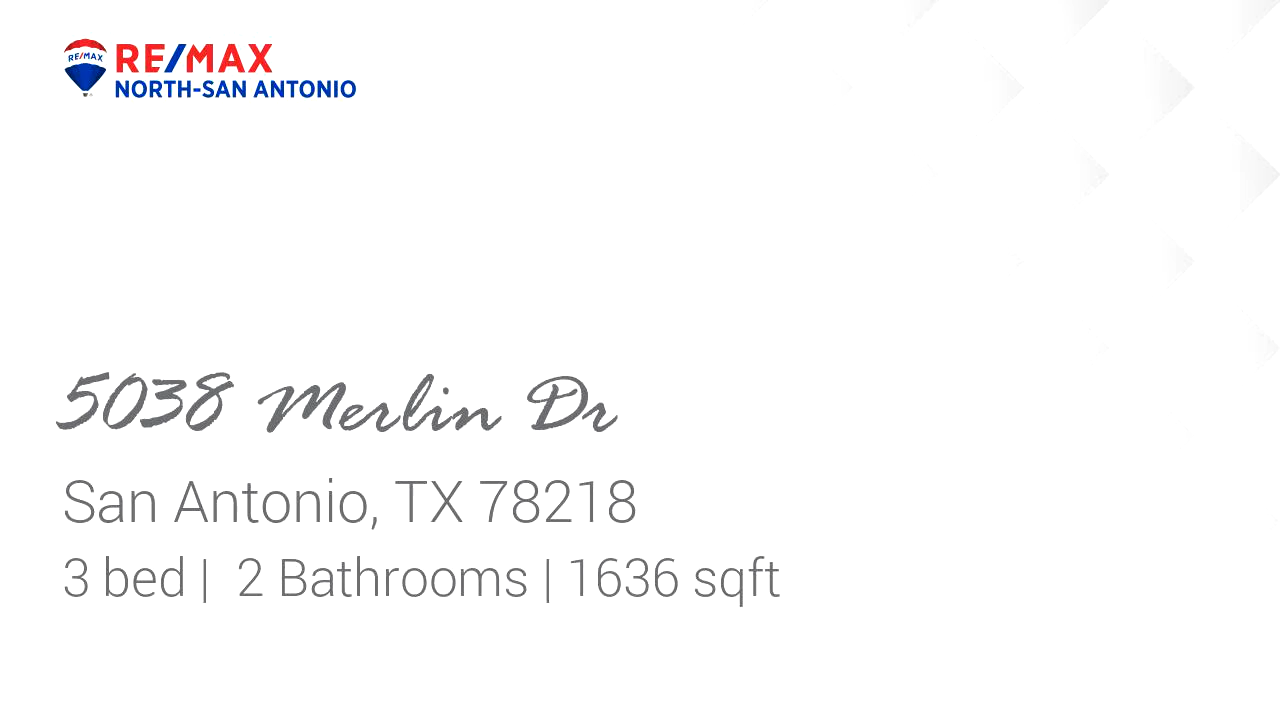 RE/MAX
RE/MAX
NORTH-SAN ANTONIO
5038 Merlin Dr
San Antonio, TX 78218
3 bed | 2 Bathrooms | 1636 sqft